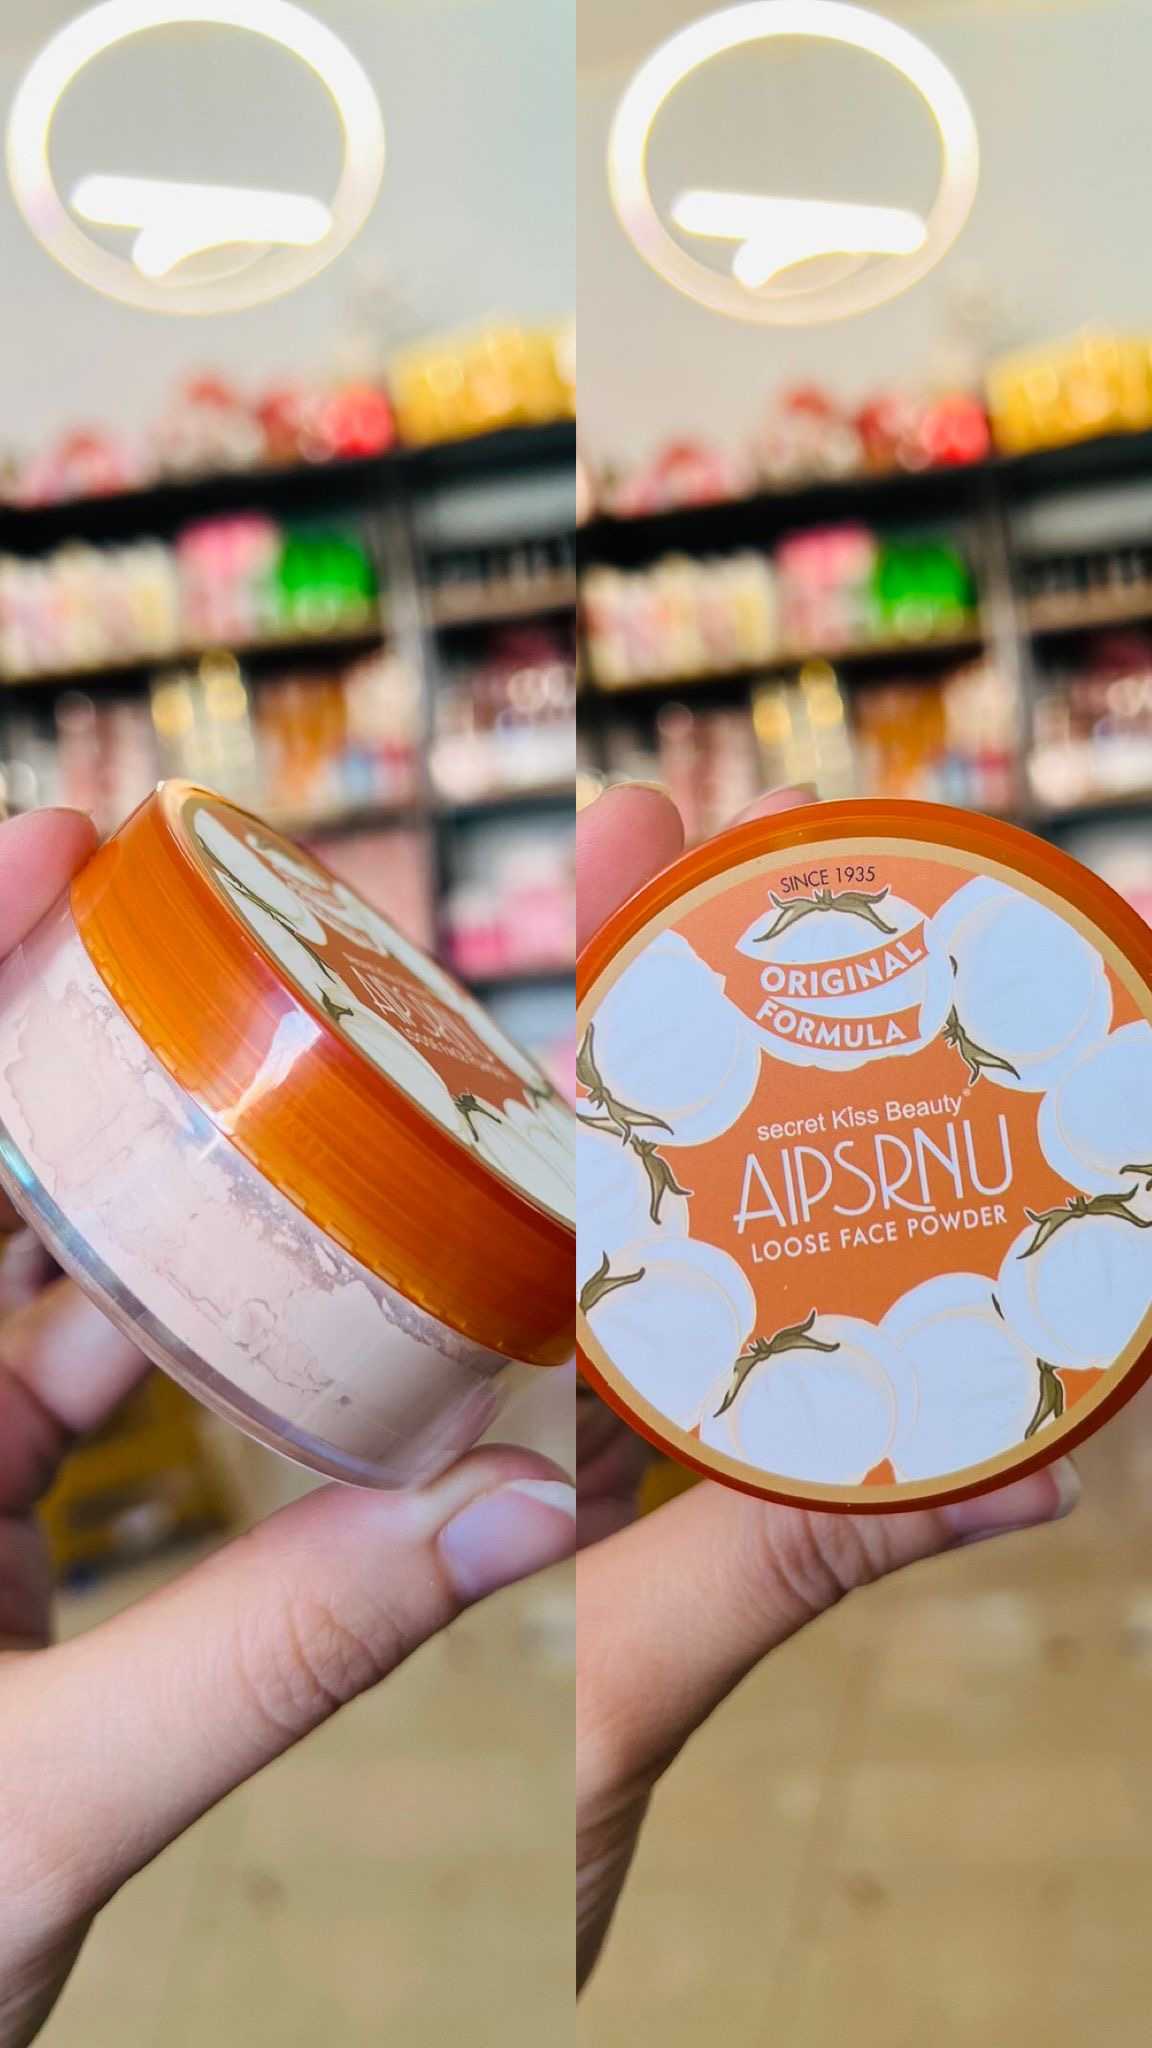 SINCE 1935
ORIGINAL
FORMULA
secret Kiss Beauty®
AIPSRNU
LOOSE FACE POWDER